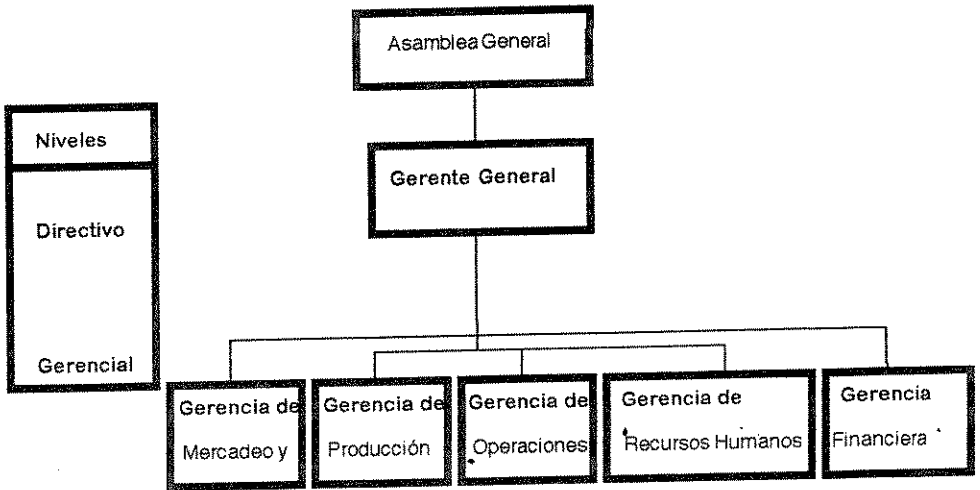 Asamblea General
Niveles
Gerente General
Directivo
Gerencial
Gerencia de
Mercadeo y
Gerencia de
Producción
Gerencia de
Operaciones
Gerencia de
Recursos Humanos
Gerencia
Financiera